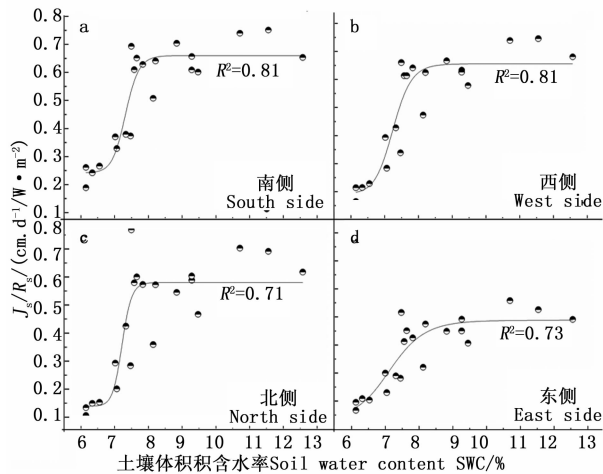 0.8 a b
0.7
0.6 R²=0.81 R²=0.81
0.5
0.4
0.3 南侧 西侧
0.2 South side West side
0.1
0.8 c d
0.7
0.6 R²=0.71
0.5 R²=0.73
0.4
0.3
0.2 北侧 东侧
0.1 North side East side
Js/Rs/(cm.d⁻¹/W·m⁻²)
6 7 8 9 10 11 12 13 6 7 8 9 10 11 12 13
土壤体积积含水率Soil water content SWC/%